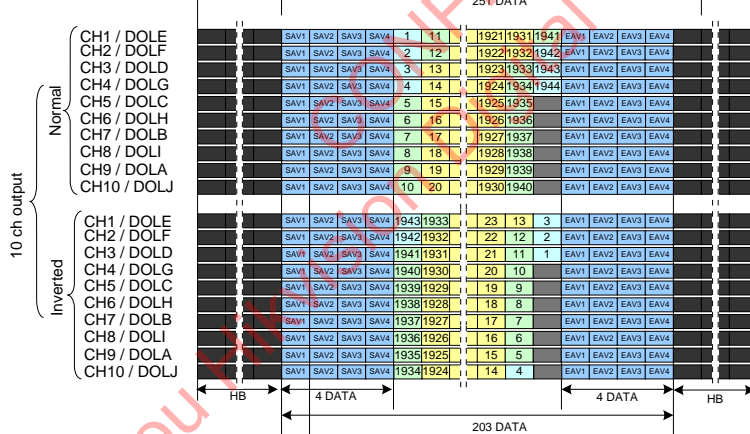 251 DATA
10 ch output
Normal
CH1 / DOLE SAV1 SAV2 SAV3 SAV4 1 11 1921 1931 1941 EAV1 EAV2 EAV3 EAV4
CH2 / DOLF SAV1 SAV2 SAV3 SAV4 2 12 1922 1932 1942 EAV1 EAV2 EAV3 EAV4
CH3 / DOLD SAV1 SAV2 SAV3 SAV4 3 13 1923 1933 1943 EAV1 EAV2 EAV3 EAV4
CH4 / DOLG SAV1 SAV2 SAV3 SAV4 4 14 1924 1934 1944 EAV1 EAV2 EAV3 EAV4
CH5 / DOLC SAV1 SAV2 SAV3 SAV4 5 15 1925 1935 EAV1 EAV2 EAV3 EAV4
CH6 / DOLH SAV1 SAV2 SAV3 SAV4 6 16 1926 1936 EAV1 EAV2 EAV3 EAV4
CH7 / DOLB SAV1 SAV2 SAV3 SAV4 7 17 1927 1937 EAV1 EAV2 EAV3 EAV4
CH8 / DOLI SAV1 SAV2 SAV3 SAV4 8 18 1928 1938 EAV1 EAV2 EAV3 EAV4
CH9 / DOLA SAV1 SAV2 SAV3 SAV4 9 19 1929 1939 EAV1 EAV2 EAV3 EAV4
CH10 / DOLJ SAV1 SAV2 SAV3 SAV4 10 20 1930 1940 EAV1 EAV2 EAV3 EAV4
Inverted
CH1 / DOLE SAV1 SAV2 SAV3 SAV4 1943 1933 23 13 3 EAV1 EAV2 EAV3 EAV4
CH2 / DOLF SAV1 SAV2 SAV3 SAV4 1942 1932 22 12 2 EAV1 EAV2 EAV3 EAV4
CH3 / DOLD SAV1 SAV2 SAV3 SAV4 1941 1931 21 11 1 EAV1 EAV2 EAV3 EAV4
CH4 / DOLG SAV1 SAV2 SAV3 SAV4 1940 1930 20 10 EAV1 EAV2 EAV3 EAV4
CH5 / DOLC SAV1 SAV2 SAV3 SAV4 1939 1929 19 9 EAV1 EAV2 EAV3 EAV4
CH6 / DOLH SAV1 SAV2 SAV3 SAV4 1938 1928 18 8 EAV1 EAV2 EAV3 EAV4
CH7 / DOLB SAV1 SAV2 SAV3 SAV4 1937 1927 17 7 EAV1 EAV2 EAV3 EAV4
CH8 / DOLI SAV1 SAV2 SAV3 SAV4 1936 1926 16 6 EAV1 EAV2 EAV3 EAV4
CH9 / DOLA SAV1 SAV2 SAV3 SAV4 1935 1925 15 5 EAV1 EAV2 EAV3 EAV4
CH10 / DOLJ SAV1 SAV2 SAV3 SAV4 1934 1924 14 4 EAV1 EAV2 EAV3 EAV4
HB 4 DATA 4 DATA HB
203 DATA
CONF
ou Hikvision Digital